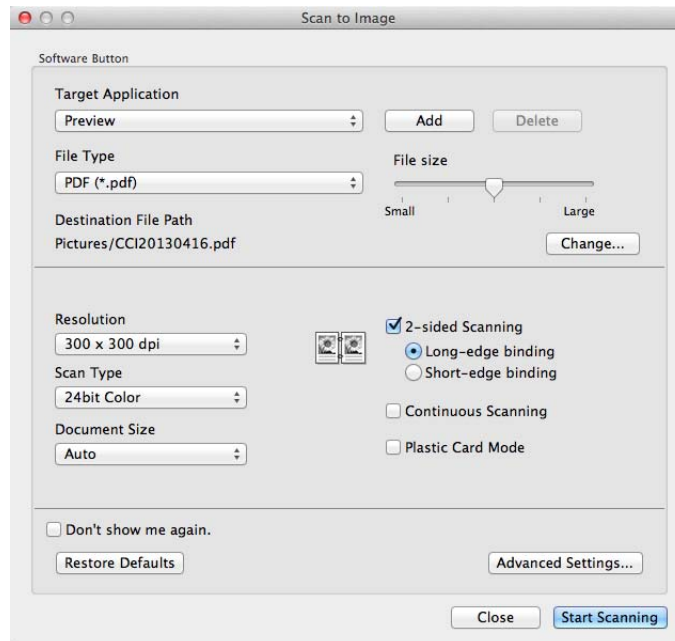 Scan to Image
Software Button
Target Application
Preview
Add
Delete
File Type
File size
PDF (*.pdf)
Small
Large
Destination File Path
Pictures/CCI20130416.pdf
Change...
Resolution
300 x 300 dpi
2-sided Scanning
Long-edge binding
Scan Type
Short-edge binding
24bit Color
Continuous Scanning
Document Size
Auto
Plastic Card Mode
Don't show me again.
Restore Defaults
Advanced Settings...
Close
Start Scanning